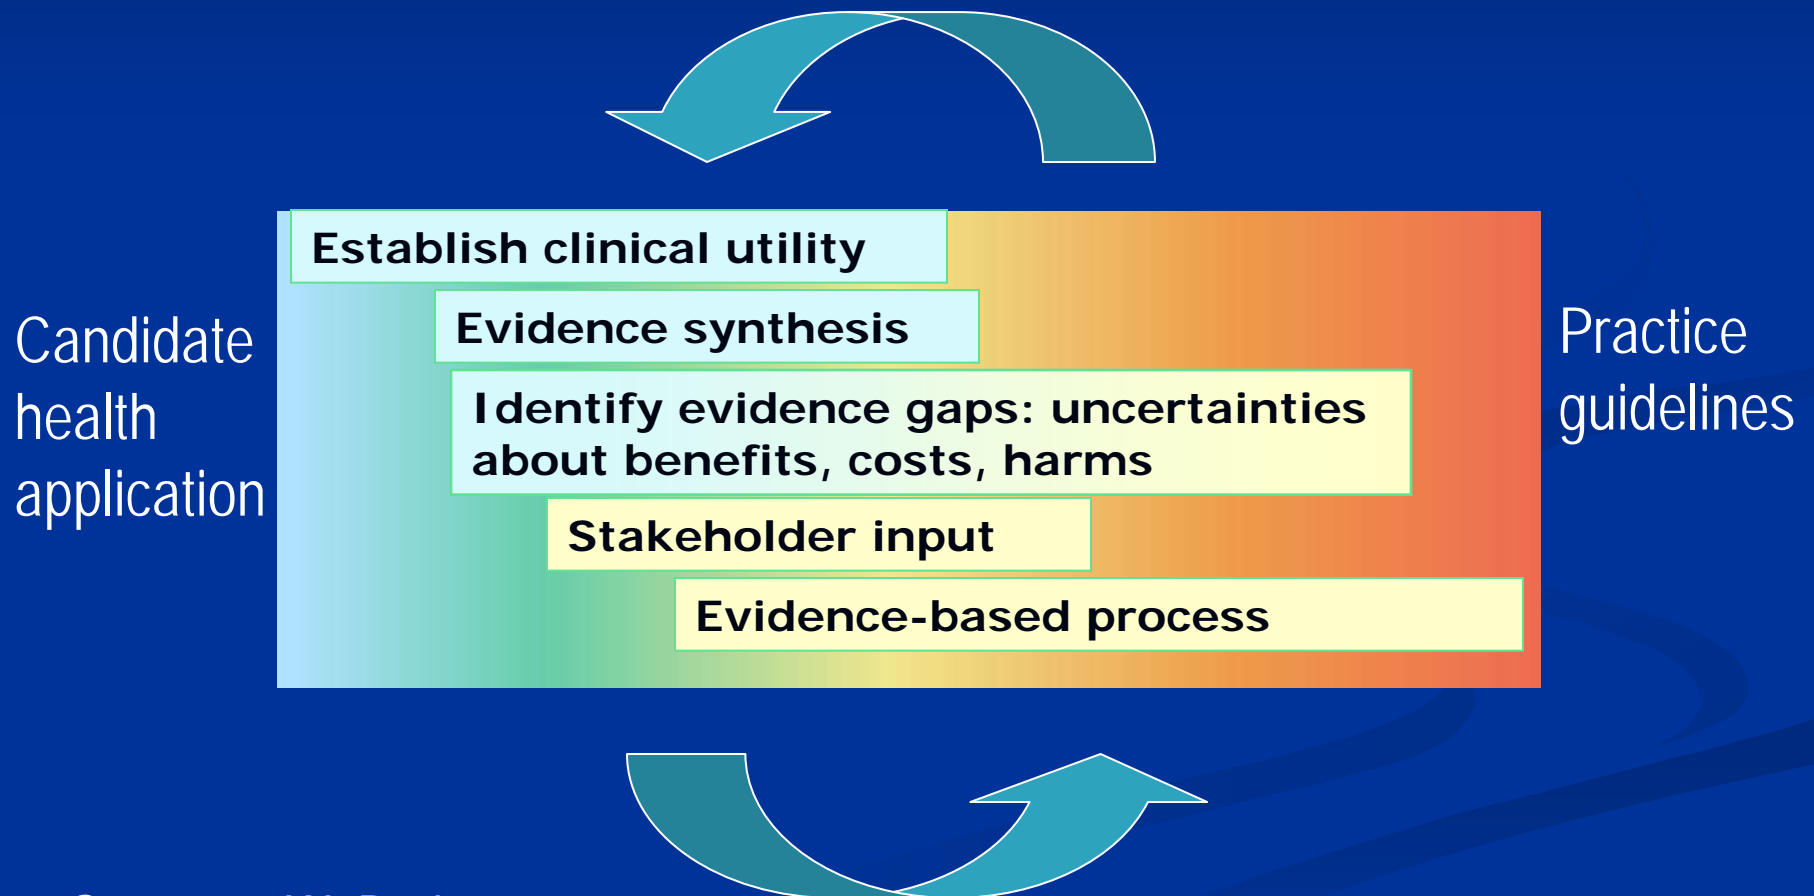 Establish clinical utility
Evidence synthesis
Candidate
health
application
Identify evidence gaps: uncertainties
about benefits, costs, harms
Practice
guidelines
Stakeholder input
Evidence-based process